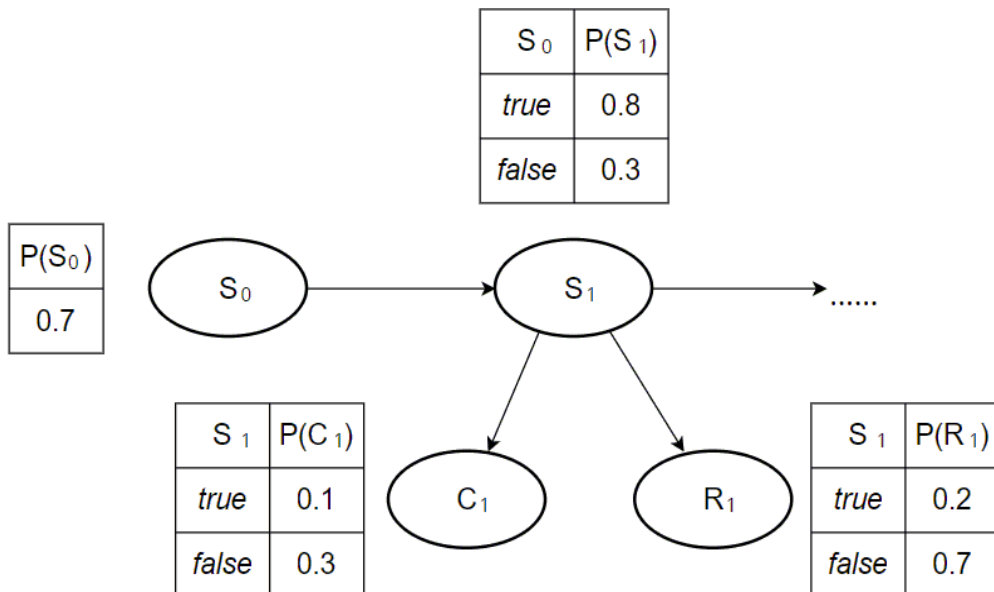 S₀ P(S₁)
true 0.8
false 0.3
P(S₀)
0.7
S₀
S₁
......
S₁ P(C₁)
true 0.1
false 0.3
C₁
R₁
S₁ P(R₁)
true 0.2
false 0.7